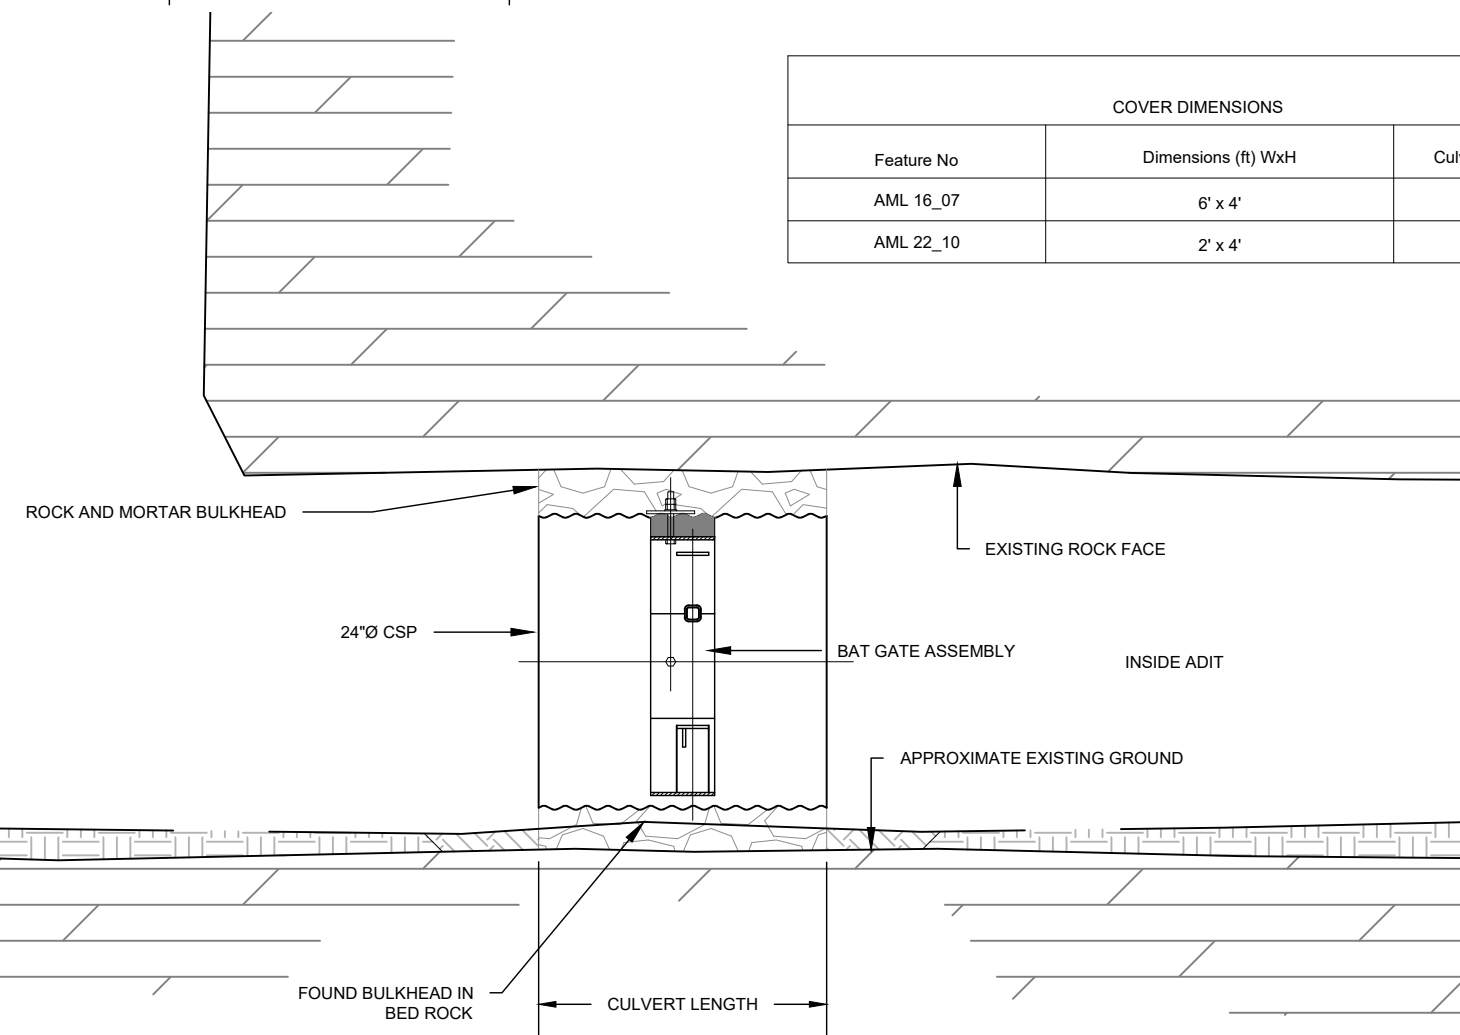 COVER DIMENSIONS
Feature No
Dimensions (ft) WxH
AML 16_07
6' x 4'
AML 22_10
2' x 4'
ROCK AND MORTAR BULKHEAD
EXISTING ROCK FACE
24"Ø CSP
BAT GATE ASSEMBLY
INSIDE ADIT
APPROXIMATE EXISTING GROUND
FOUND BULKHEAD IN
BED ROCK
CULVERT LENGTH